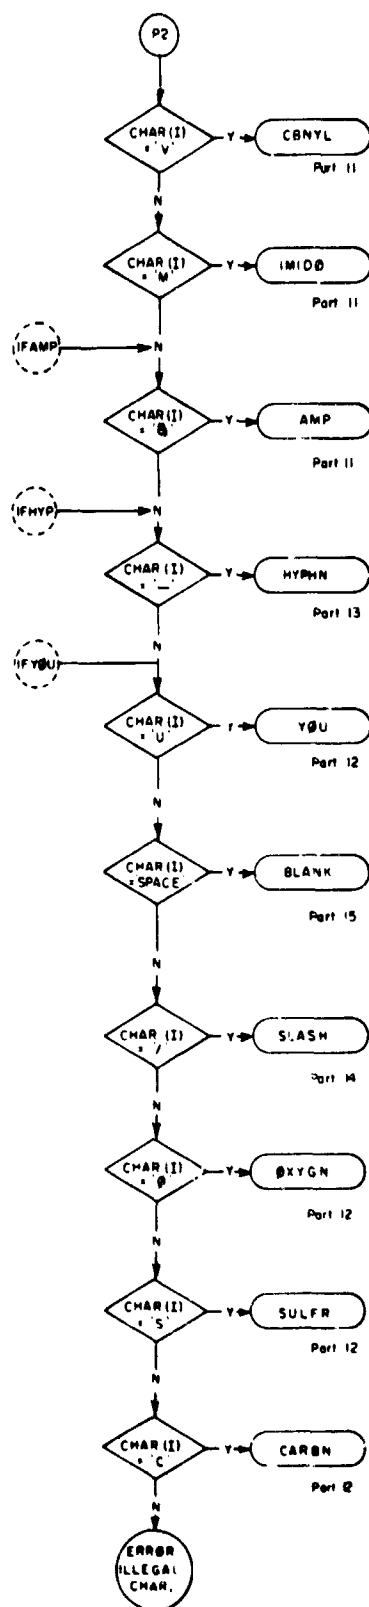 P2
CHAR(I)
= 'V'
Y
CBNYL
Part 11
N
CHAR(I)
= 'M'
Y
IMIDØ
Part 11
IFAMP
N
CHAR(I)
= '&'
Y
AMP
Part 11
IFHYP
N
CHAR(I)
= '—'
Y
HYPHN
Part 13
N
IFYØU
CHAR(I)
= 'U'
Y
YØU
Part 12
N
CHAR(I)
=SPACE
Y
BLANK
Part 15
N
CHAR(I)
= '/'
Y
SLASH
Part 14
N
CHAR(I)
= 'Ø'
Y
ØXYGN
Part 12
N
CHAR(I)
= 'S'
Y
SULFR
Part 12
N
CHAR(I)
= 'C'
Y
CARBN
Part 12
N
ERRØR
ILLEGAL
CHAR.